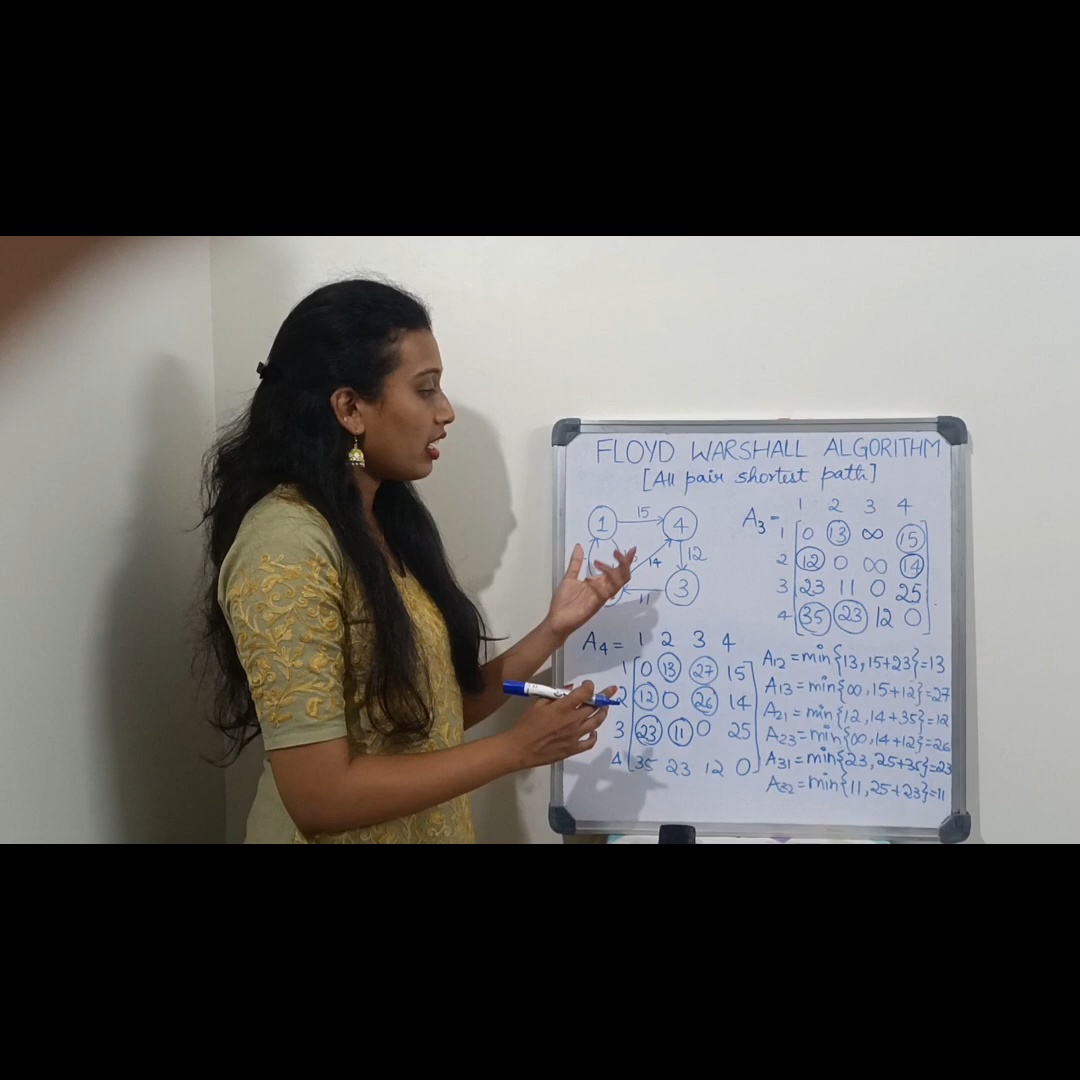 FLOYD WARSHALL ALGORITHM
[All pair shortest path]
1 15 4
14 12
11 3
A3 =
1 2 3 4
1 0 13 ∞ 15
2 12 0 ∞ 14
3 23 11 0 25
4 35 23 12 0
A4 =
1 2 3 4
1 0 13 27 15
2 12 0 26 14
3 23 11 0 25
4 35 23 12 0
A12 = min{13, 15+23}=13
A13 = min{∞, 15+12}=27
A21 = min{12, 14+35}=12
A23 = min{∞, 14+12}=26
A31 = min{23, 25+35}=23
A32 = min{11, 25+23}=11